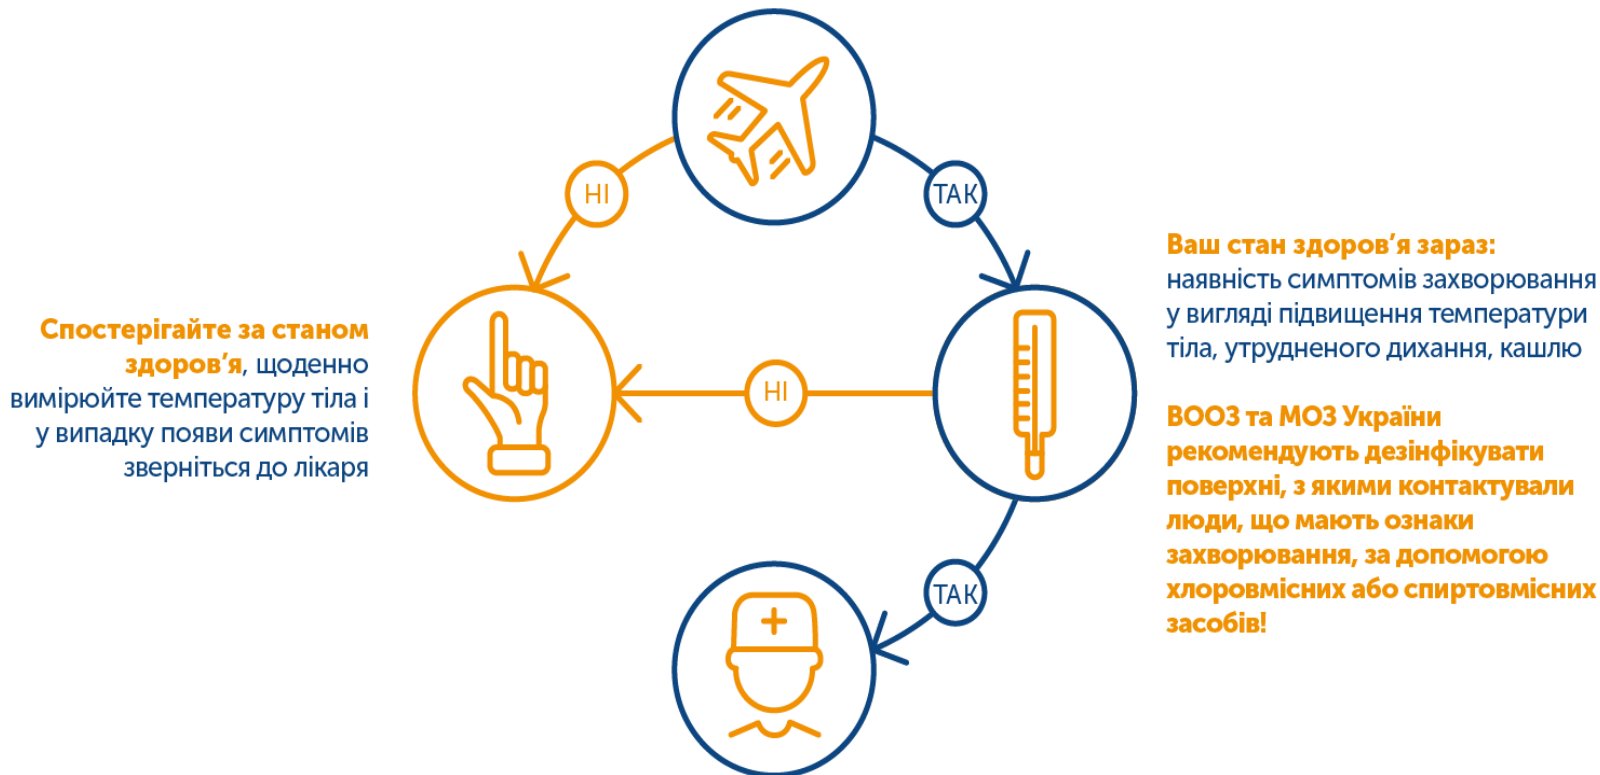 НІ
ТАК
Ваш стан здоров’я зараз:
наявність симптомів захворювання
у вигляді підвищення температури
тіла, утрудненого дихання, кашлю
Спостерігайте за станом
здоров’я, щоденно
вимірюйте температуру тіла і
у випадку появи симптомів
зверніться до лікаря
НІ
ВООЗ та МОЗ України
рекомендують дезінфікувати
поверхні, з якими контактували
люди, що мають ознаки
захворювання, за допомогою
хлоровмісних або спиртовмісних
засобів!
ТАК